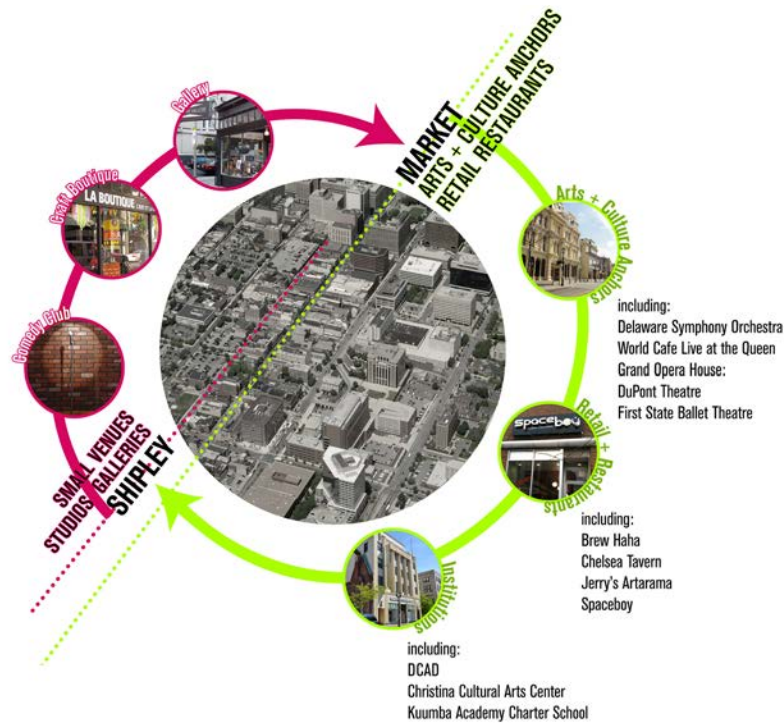 Gallery
Craft Boutique
LA BOUTIQUE
Comedy Club
SMALL VENUES
STUDIOS GALLERIES
SHIPLEY
MARKET
ARTS + CULTURE ANCHORS
RETAIL RESTAURANTS
Arts + Culture Anchors
including:
Delaware Symphony Orchestra
World Cafe Live at the Queen
Grand Opera House:
DuPont Theatre
First State Ballet Theatre
spaceboy
Retail + Restaurants
including:
Brew Haha
Chelsea Tavern
Jerry's Artarama
Spaceboy
Institutions
including:
DCAD
Christina Cultural Arts Center
Kuumba Academy Charter School